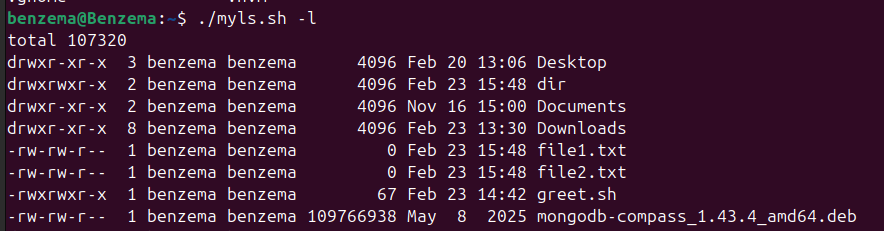 benzema@Benzema:~$ ./myls.sh -l
total 107320
drwxr-xr-x  3 benzema benzema      4096 Feb 20 13:06 Desktop
drwxrwxr-x  2 benzema benzema      4096 Feb 23 15:48 dir
drwxr-xr-x  2 benzema benzema      4096 Nov 16 15:00 Documents
drwxr-xr-x  8 benzema benzema      4096 Feb 23 13:30 Downloads
-rw-rw-r--  1 benzema benzema         0 Feb 23 15:48 file1.txt
-rw-rw-r--  1 benzema benzema         0 Feb 23 15:48 file2.txt
-rwxrwxr-x  1 benzema benzema        67 Feb 23 14:42 greet.sh
-rw-rw-r--  1 benzema benzema 109766938 May  8  2025 mongodb-compass_1.43.4_amd64.deb